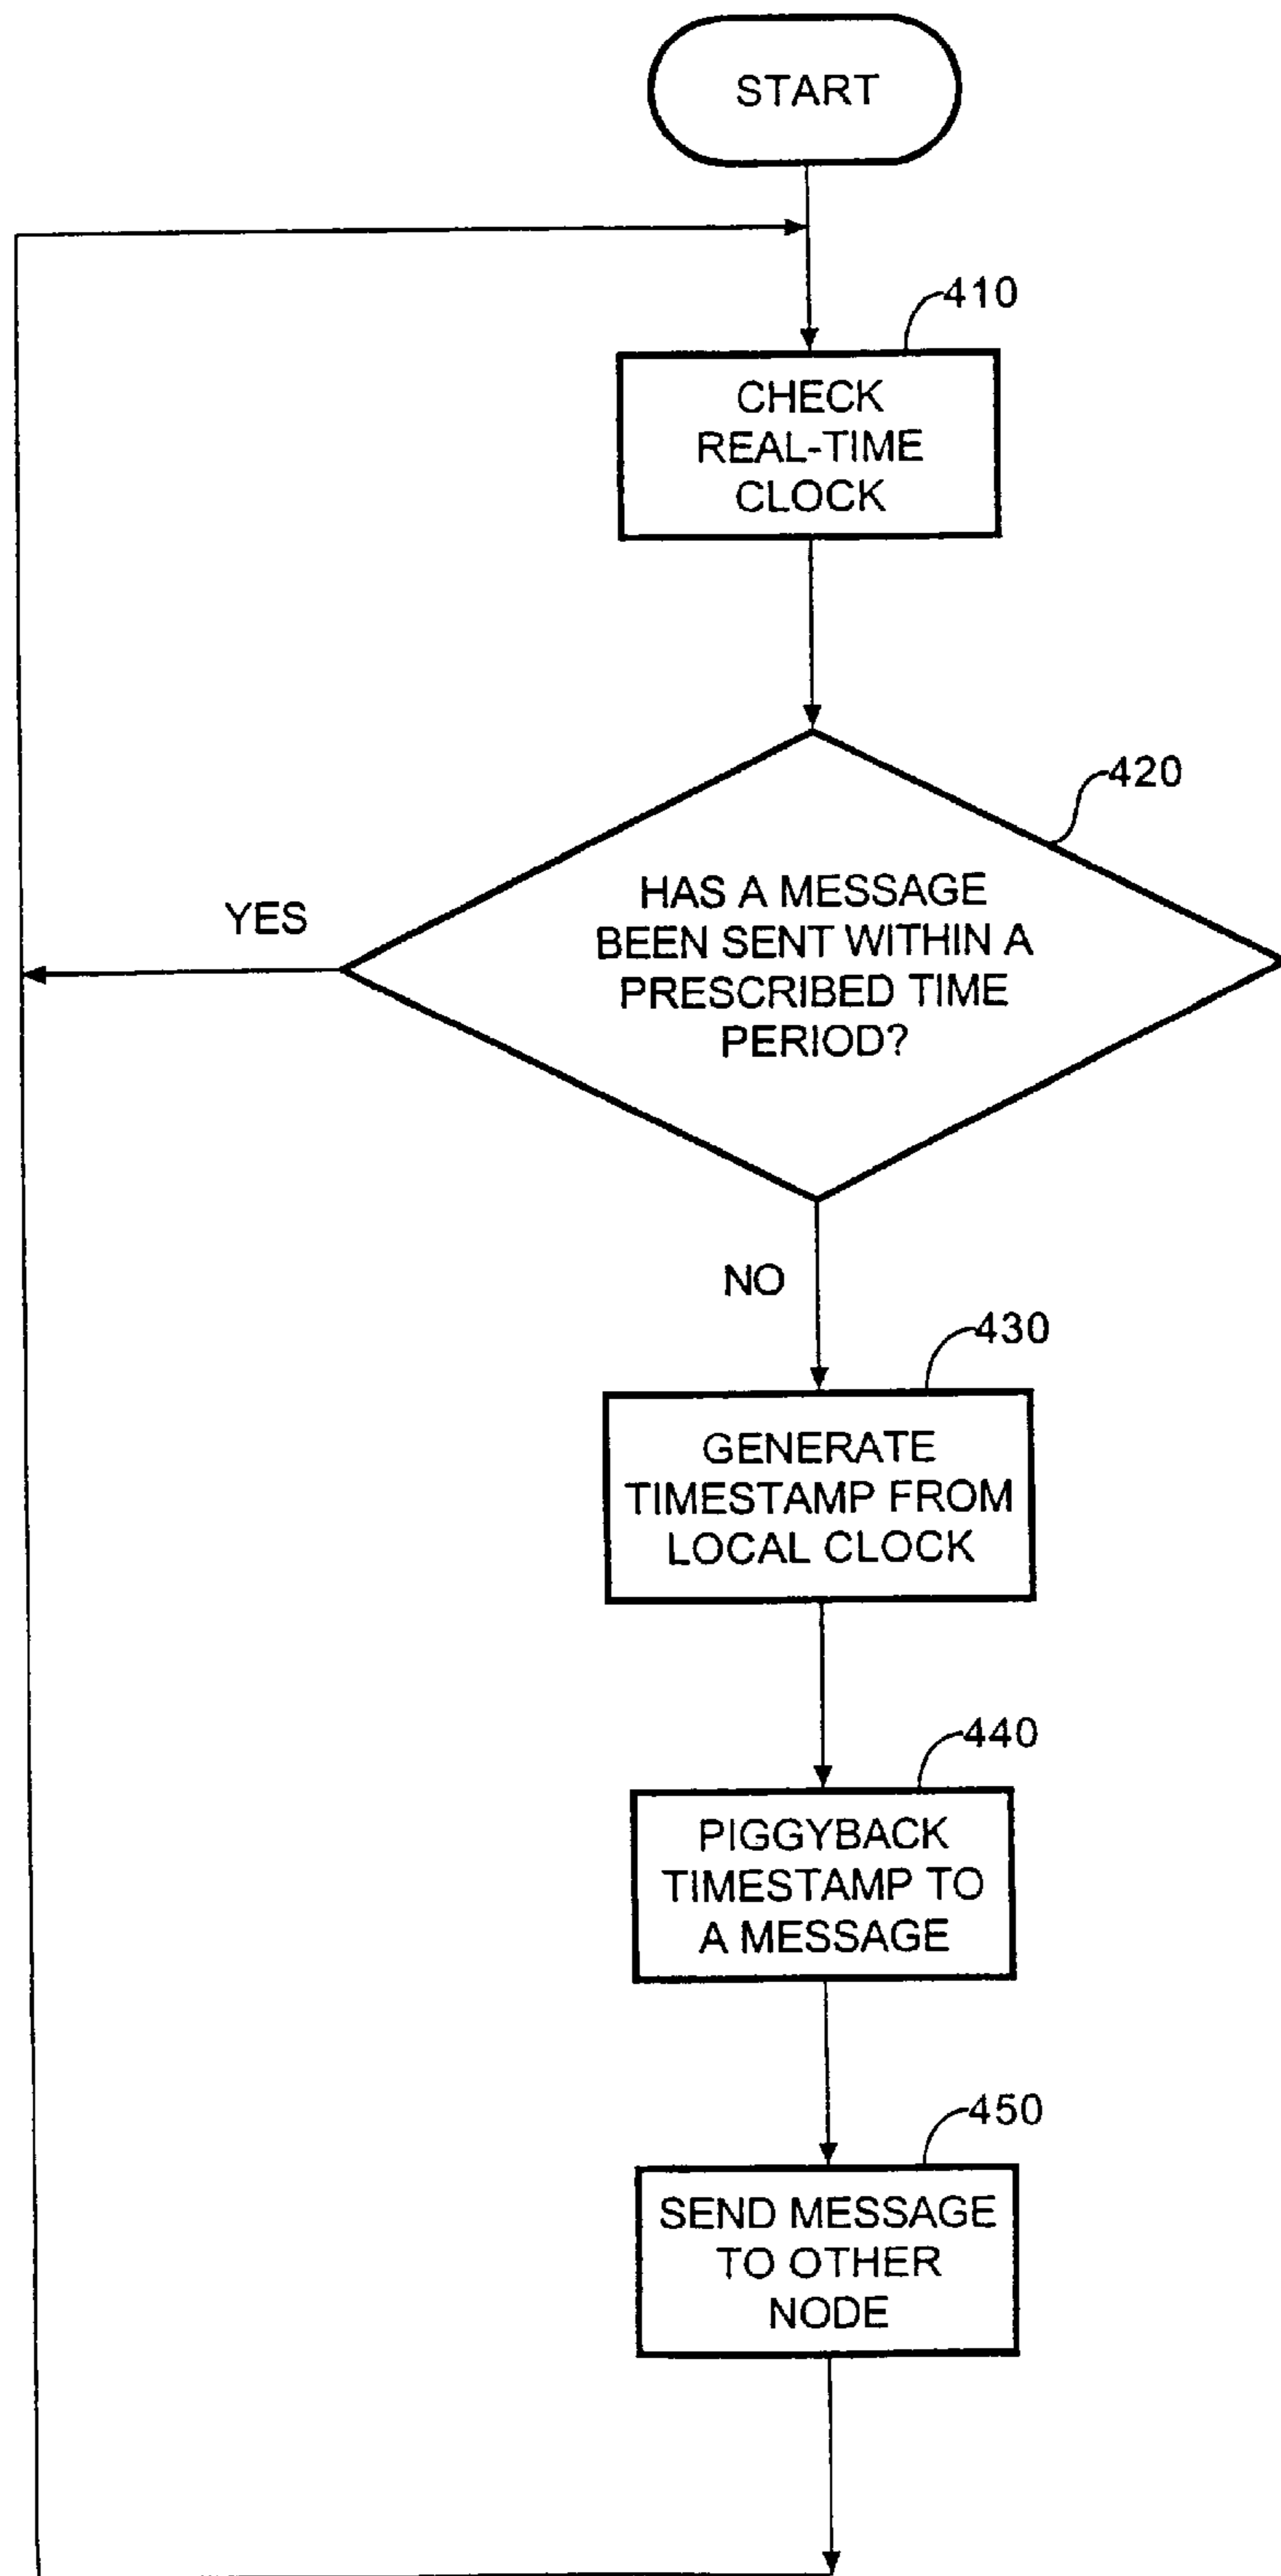 START
410
CHECK
REAL-TIME
CLOCK
420
HAS A MESSAGE
BEEN SENT WITHIN A
PRESCRIBED TIME
PERIOD?
YES
NO
430
GENERATE
TIMESTAMP FROM
LOCAL CLOCK
440
PIGGYBACK
TIMESTAMP TO
A MESSAGE
450
SEND MESSAGE
TO OTHER
NODE